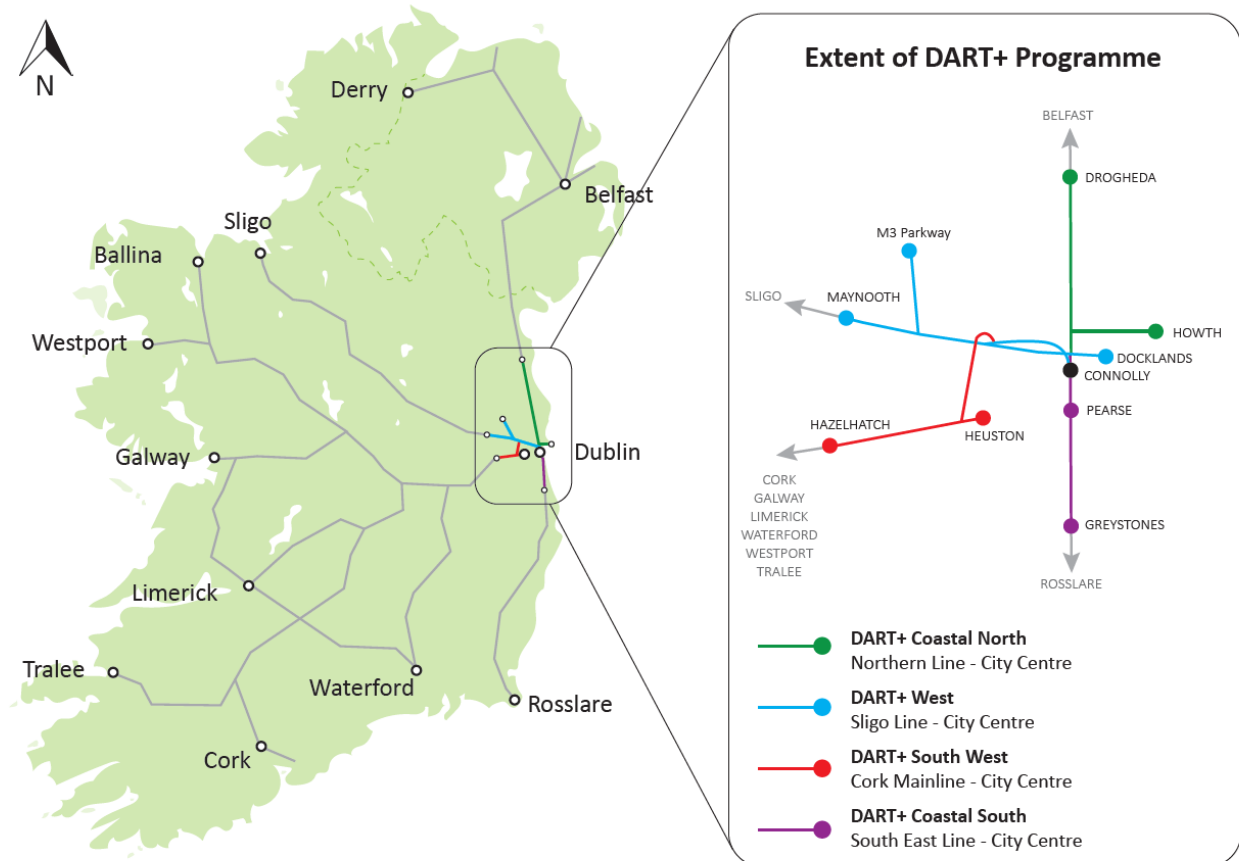 N
Derry
Belfast
Sligo
Ballina
Westport
Galway
Dublin
Limerick
Tralee
Waterford
Rosslare
Cork
Extent of DART+ Programme
BELFAST
DROGHEDA
M3 Parkway
SLIGO
MAYNOOTH
HOWTH
DOCKLANDS
CONNOLLY
PEARSE
HAZELHATCH
HEUSTON
CORK
GALWAY
LIMERICK
WATERFORD
WESTPORT
TRALEE
GREYSTONES
ROSSLARE
DART+ Coastal North
Northern Line - City Centre
DART+ West
Sligo Line - City Centre
DART+ South West
Cork Mainline - City Centre
DART+ Coastal South
South East Line - City Centre